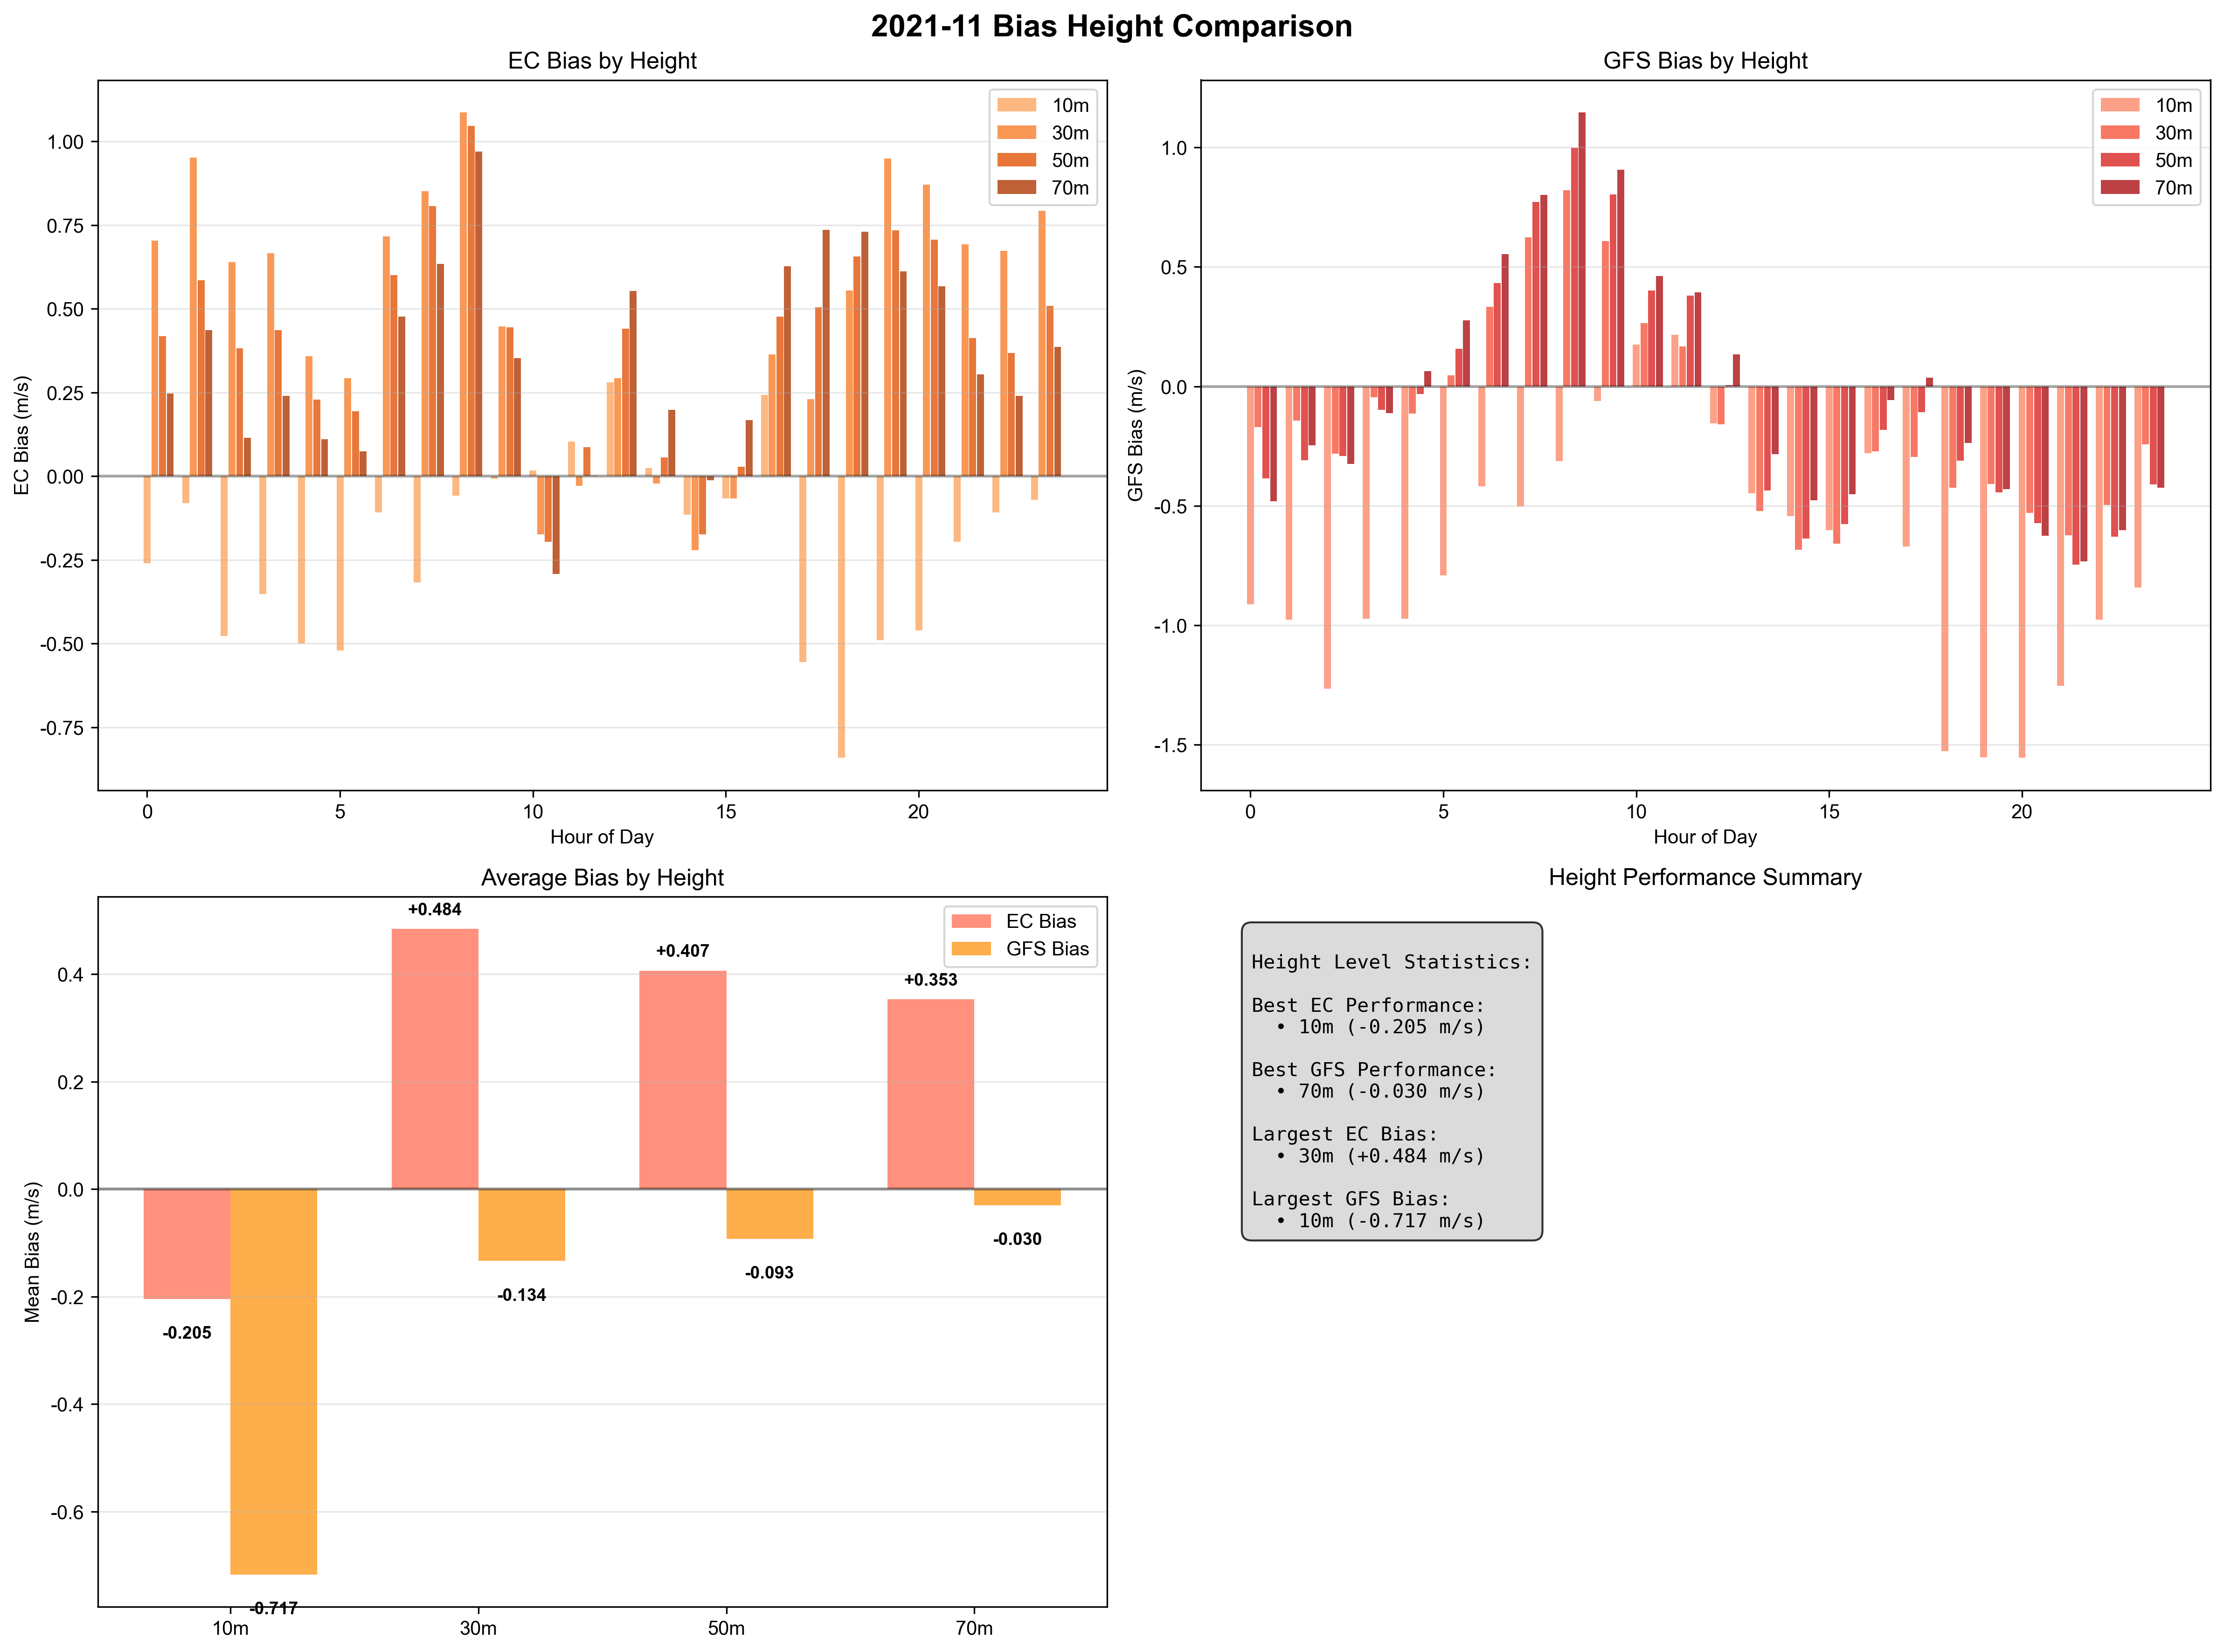 2021-11 Bias Height Comparison
EC Bias by Height
EC Bias (m/s)
1.00
0.75
0.50
0.25
0.00
-0.25
-0.50
-0.75
0 5 10 15 20
Hour of Day
10m
30m
50m
70m
GFS Bias by Height
GFS Bias (m/s)
1.0
0.5
0.0
-0.5
-1.0
-1.5
0 5 10 15 20
Hour of Day
10m
30m
50m
70m
Average Bias by Height
Mean Bias (m/s)
0.4
0.2
0.0
-0.2
-0.4
-0.6
10m 30m 50m 70m
EC Bias
GFS Bias
+0.484
+0.407
+0.353
-0.030
-0.093
-0.134
-0.205
-0.717
Height Performance Summary
Height Level Statistics:
Best EC Performance:
• 10m (-0.205 m/s)
Best GFS Performance:
• 70m (-0.030 m/s)
Largest EC Bias:
• 30m (+0.484 m/s)
Largest GFS Bias:
• 10m (-0.717 m/s)